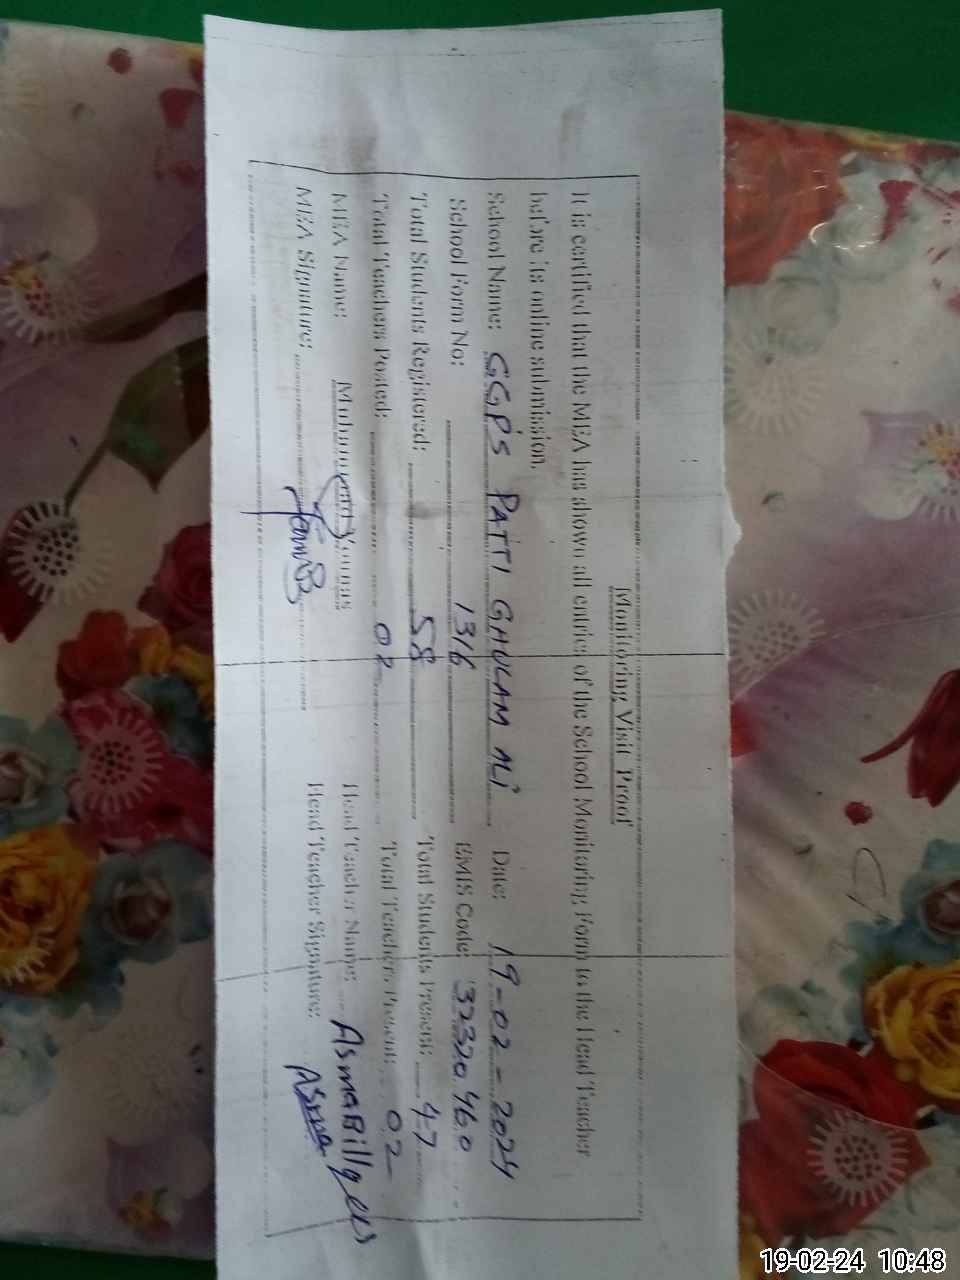 Monitoring Visit Proof
It is certified that the MEA has shown all entries of the School Monitoring Form to the Head Teacher
before its online submission.
School Name: GGPS PATTI GHULAM ALI Date: 19-02-2024
School Form No: 1316 EMIS Code: 32320460
Total Students Registered: 58 Total Students Present: 47
Total Teachers Posted: 02 Total Teachers Present: 02
MEA Name: Younas Head Teacher Name: Asma Billqees
MEA Signature: Head Teacher Signature: Asma
19-02-24 10:48